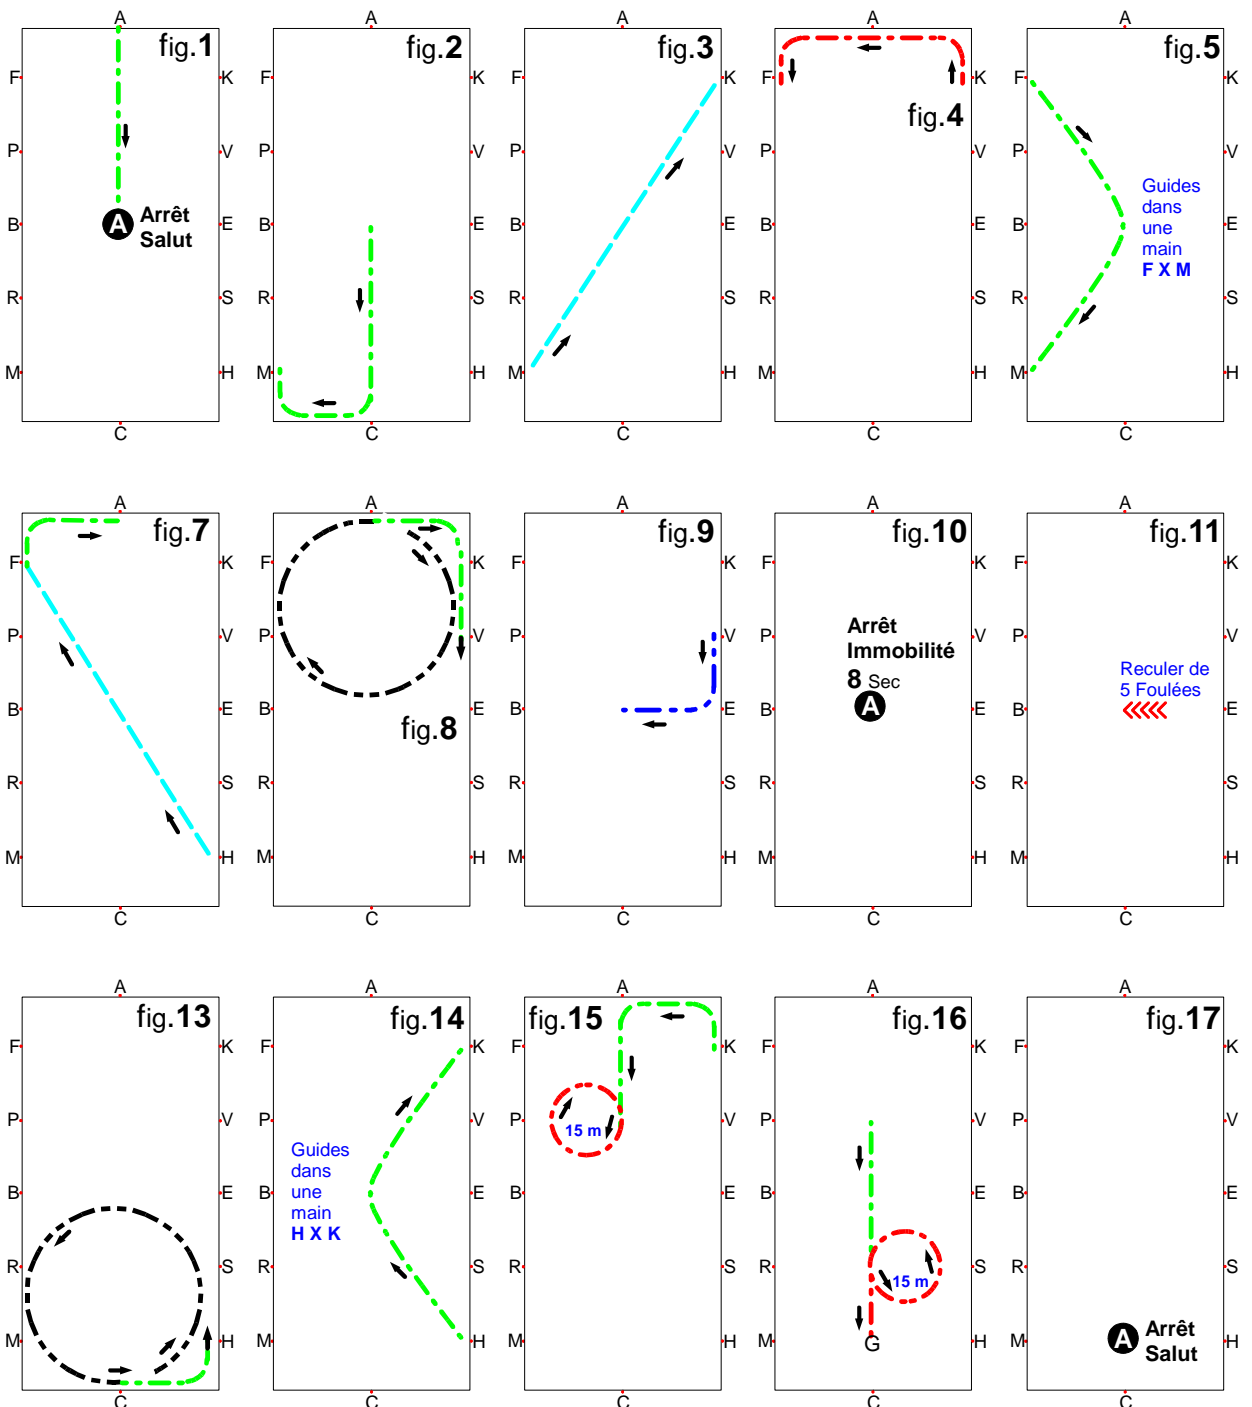 A A A A A
fig.1 fig.2 fig.3 fig.5
F K F K F K F K F K
fig.4
P V P V P V P V P V
Guides
dans
une
main
F X M
A Arrêt
Salut
B E B E B E B E B E
R S R S R S R S R S
M H M H M H M H M H
C C C C C
A A A A A
fig.7 fig.9 fig.10 fig.11
F K F K F K F K F K
P V P V P V P V P V
Arrêt
Immobilité
8 Sec
A
Reculer de
5 Foulées
B E B E B E B E B E
fig.8
R S R S R S R S R S
M H M H M H M H M H
C C C C C
A A A A A
fig.13 fig.14 fig.15 fig.16 fig.17
F K F K F K F K F K
P V P V P V P V P V
15 m
Guides
dans
une
main
H X K
B E B E B E B E B E
R S R S R S R S R S
15 m
M H M H M H M H M H
G
A Arrêt
Salut
C C C C C